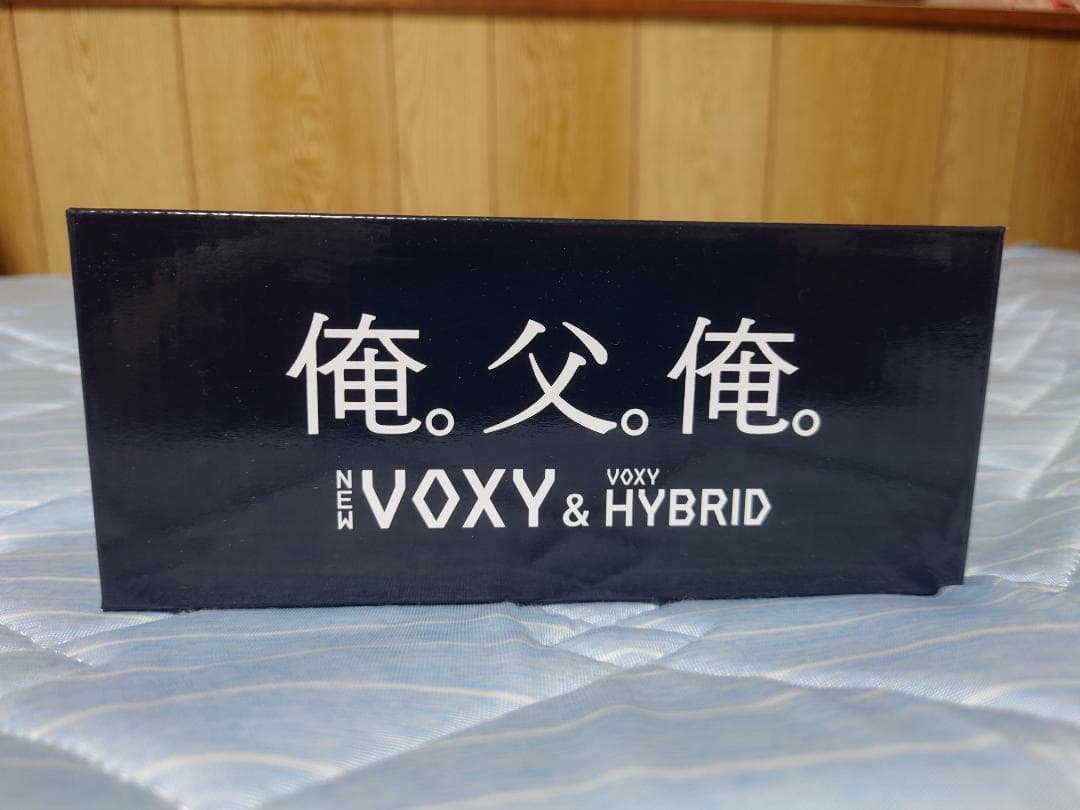 俺。父。俺。
NEW VOXY & VOXY HYBRID